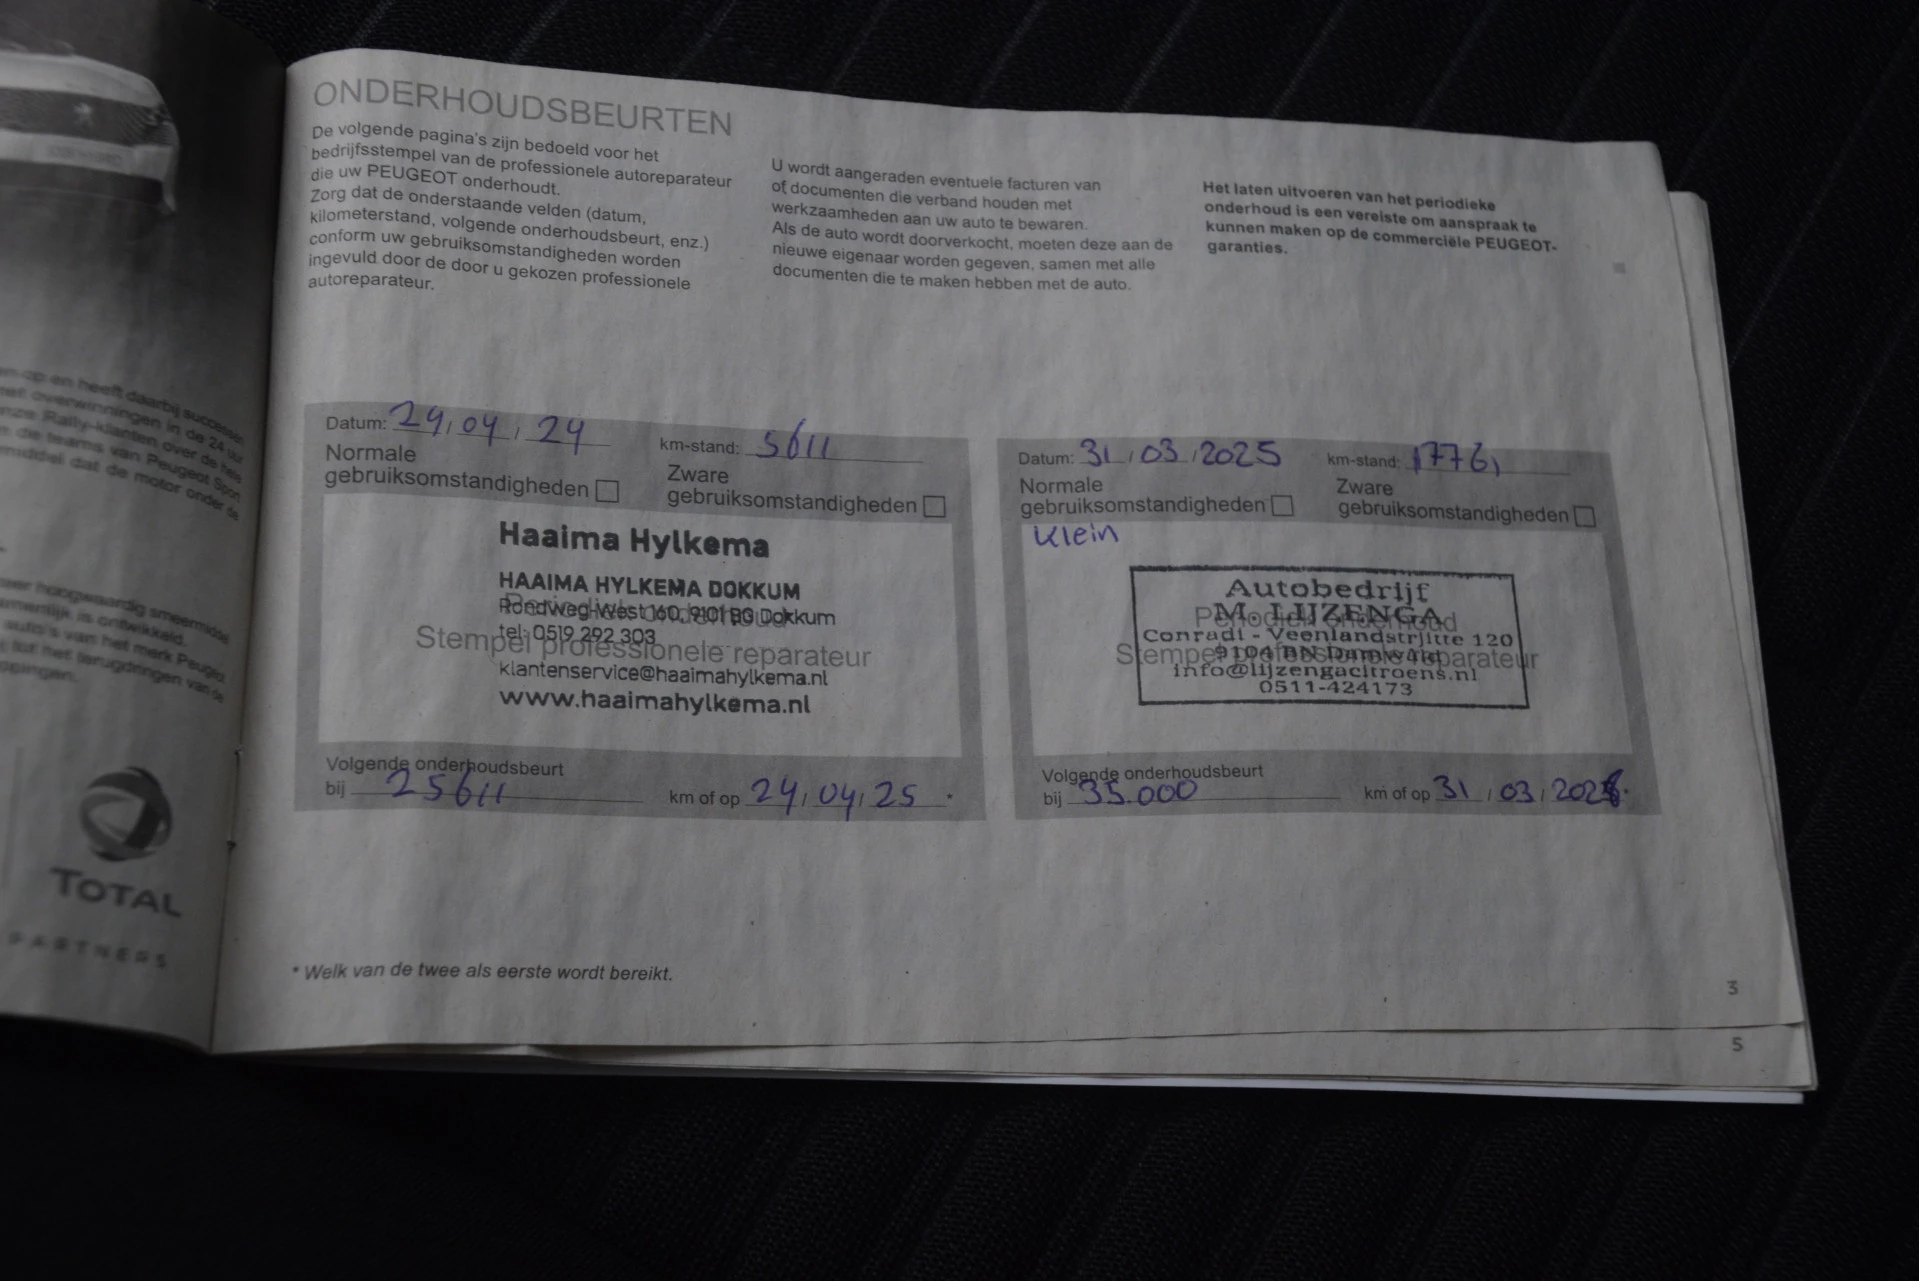 ONDERHOUDSBEURTEN
De volgende pagina's zijn bedoeld voor het
bedrijfsstempel van de professionele autoreparateur
die uw PEUGEOT onderhoudt.
Zorg dat de onderstaande velden (datum,
kilometerstand, volgende onderhoudsbeurt, enz.)
conform uw gebruiksomstandigheden worden
ingevuld door de door u gekozen professionele
autoreparateur.
U wordt aangeraden eventuele facturen van
of documenten die verband houden met
werkzaamheden aan uw auto te bewaren.
Als de auto wordt doorverkocht, moeten deze aan de
nieuwe eigenaar worden gegeven, samen met alle
documenten die te maken hebben met de auto.
Het laten uitvoeren van het periodieke
onderhoud is een vereiste om aanspraak te
kunnen maken op de commerciële PEUGEOT-
garanties.
Datum: 24,04,24 km-stand: 5611
Normale
gebruiksomstandigheden
Zware
gebruiksomstandigheden
Haaima Hylkema
HAAIMA HYLKEMA DOKKUM
Rondweg-West 160, 9101 BG Dokkum
tel: 0519 292 303
Stempel professionele reparateur
klantenservice@haaimahylkema.nl
www.haaimahylkema.nl
Volgende onderhoudsbeurt
bij 25611 km of op 24,04,25 .
Datum: 31,03,2025 km-stand: 17761
Normale
gebruiksomstandigheden
Zware
gebruiksomstandigheden
Klein
Autobedrijf
M. LIJZENGA
Periodiek onderhoud
Conradi - Veenlandstrjitte 120
9104 BN Damwâld
Stempel professionele reparateur
info@lijzengacitroens.nl
0511-424173
Volgende onderhoudsbeurt
bij 35.000 km of op 31,03,2026.
* Welk van de twee als eerste wordt bereikt.
3
5
TOTAL
PARTNERS